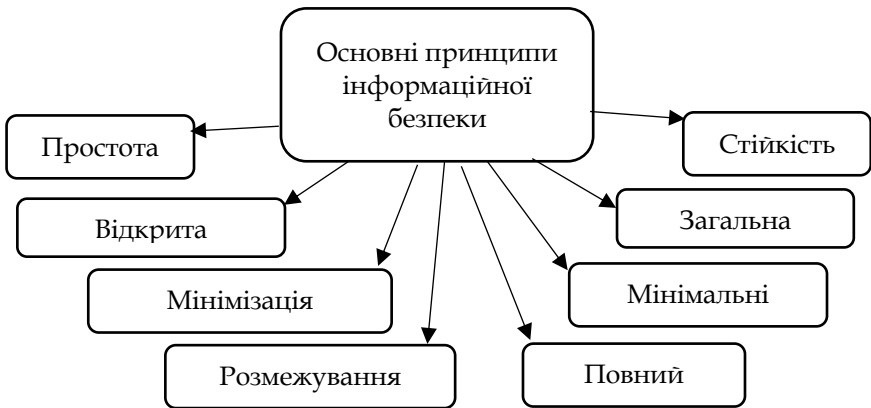 Основні принципи
інформаційної
безпеки
Простота
Стійкість
Відкрита
Загальна
Мінімізація
Мінімальні
Розмежування
Повний